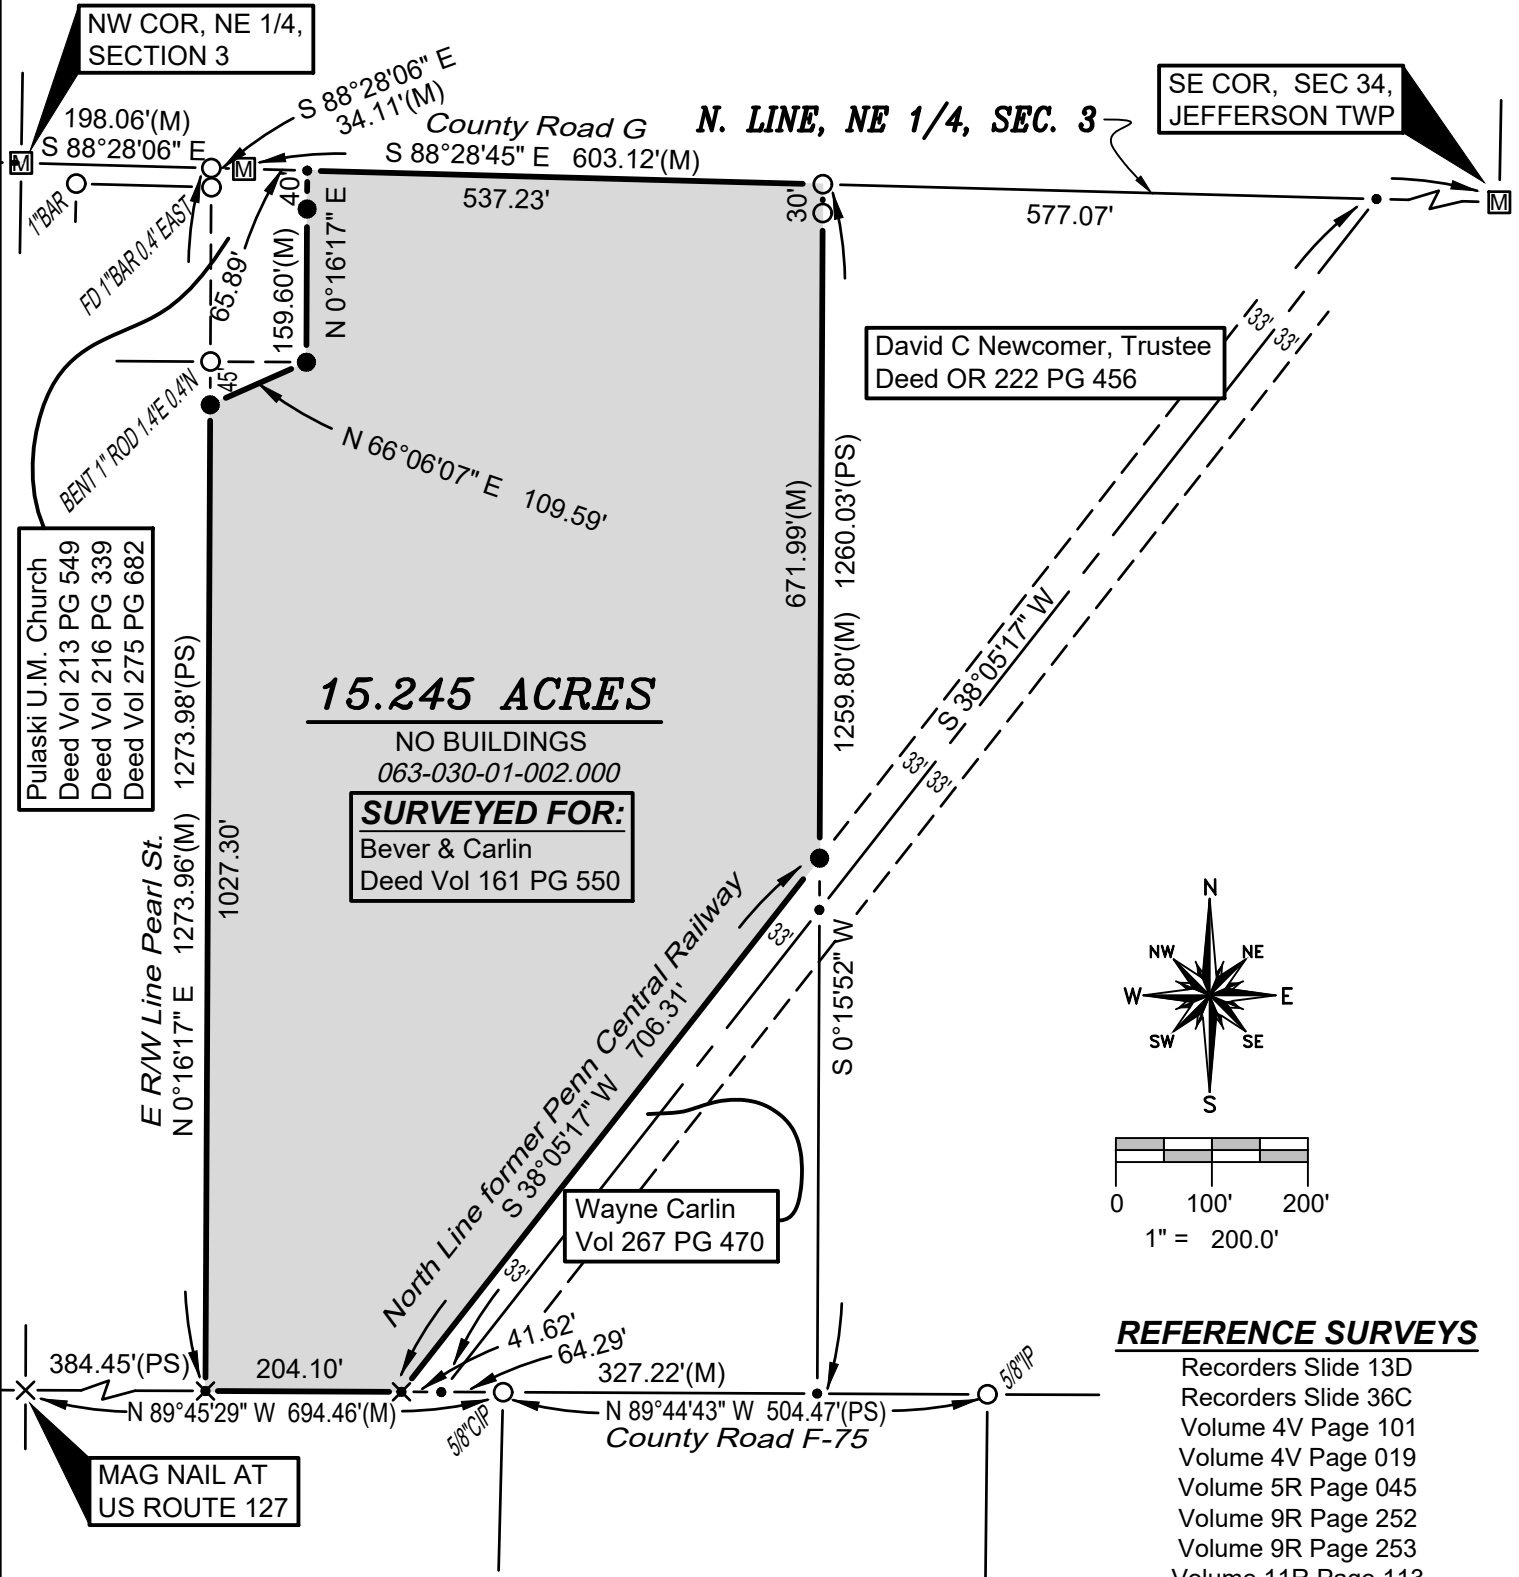 NW COR, NE 1/4,
SECTION 3
198.06'(M)
S 88°28'06" E
S 88°28'06" E
34.11'(M)
County Road G
S 88°28'45" E 603.12'(M)
N. LINE, NE 1/4, SEC. 3
SE COR, SEC 34,
JEFFERSON TWP
M
M
M
1"BAR
FD 1"BAR 0.4' EAST
65.89'
40'
159.60'(M)
N 0°16'17" E
537.23'
30'
577.07'
33' 33'
David C Newcomer, Trustee
Deed OR 222 PG 456
45'
BENT 1" ROD 1.4'E 0.4'N
N 66°06'07" E 109.59'
671.99'(M)
1259.80'(M) 1260.03'(PS)
Pulaski U.M. Church
Deed Vol 213 PG 549
Deed Vol 216 PG 339
Deed Vol 275 PG 682
15.245 ACRES
NO BUILDINGS
063-030-01-002.000
SURVEYED FOR:
Bever & Carlin
Deed Vol 161 PG 550
S 38°05'17" W
33' 33'
E R/W Line Pearl St.
N 0°16'17" E 1273.96'(M) 1273.98'(PS)
1027.30'
North Line former Penn Central Railway
S 38°05'17" W 706.31'
33'
S 0°15'52" W
N
NW
NE
W
E
SW
SE
S
0 100' 200'
1" = 200.0'
Wayne Carlin
Vol 267 PG 470
33'
384.45'(PS)
204.10'
41.62'
64.29'
327.22'(M)
5/8"IP
N 89°45'29" W 694.46'(M)
5/8"C/P
N 89°44'43" W 504.47'(PS)
County Road F-75
MAG NAIL AT
US ROUTE 127
REFERENCE SURVEYS
Recorders Slide 13D
Recorders Slide 36C
Volume 4V Page 101
Volume 4V Page 019
Volume 5R Page 045
Volume 9R Page 252
Volume 9R Page 253
Volume 11R Page 113